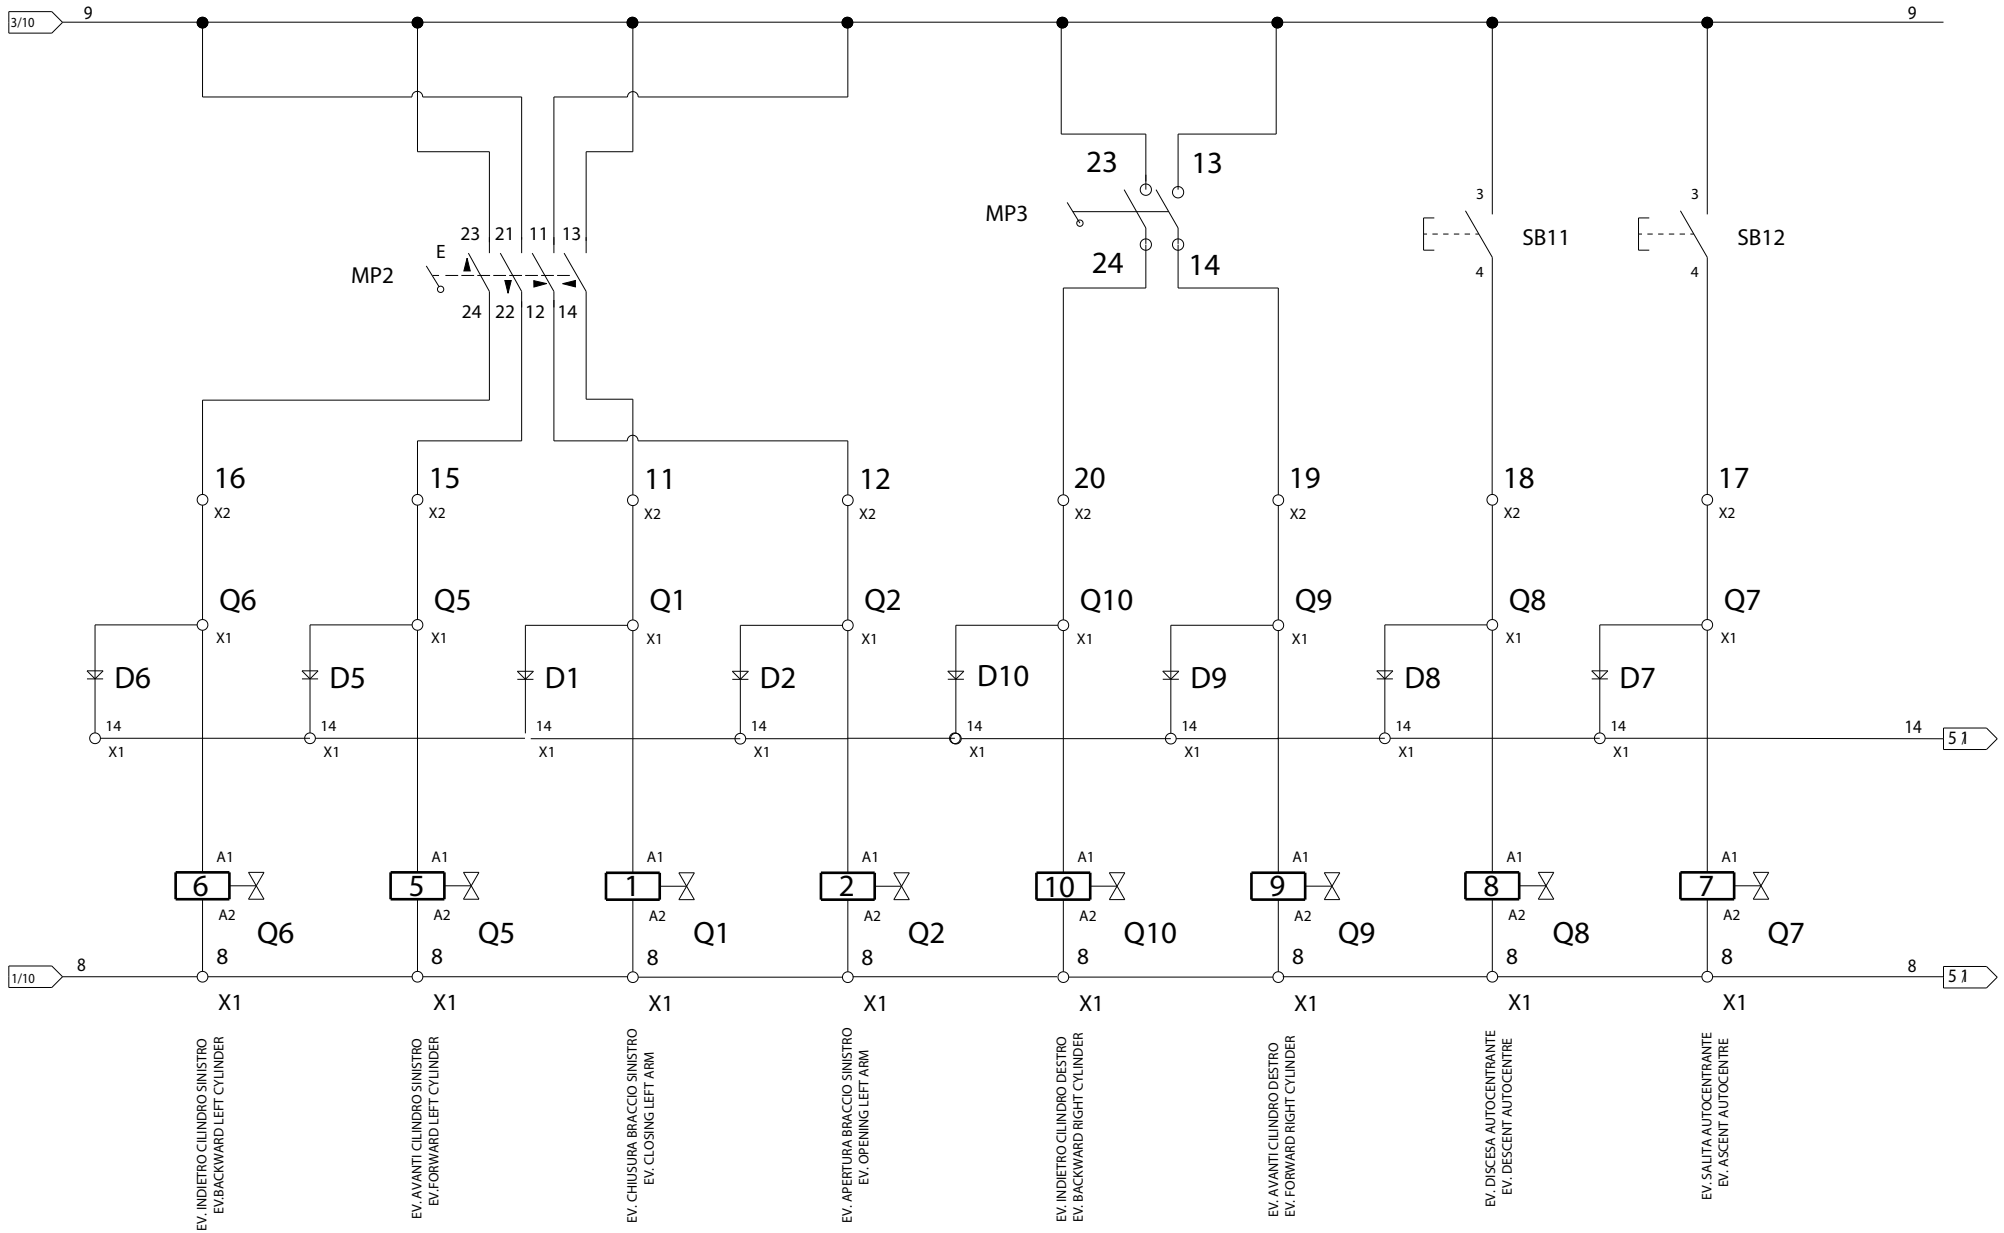 3/10 9 9
23 13
MP3
24 14
3 3
SB11 SB12
4 4
E 23 21 11 13
MP2
24 22 12 14
16 15 11 12 20 19 18 17
X2 X2 X2 X2 X2 X2 X2 X2
Q6 Q5 Q1 Q2 Q10 Q9 Q8 Q7
X1 X1 X1 X1 X1 X1 X1 X1
D6 D5 D1 D2 D10 D9 D8 D7
14 14 14 14 14 14 14 14 14
X1 X1 X1 X1 X1 X1 X1 X1
A1 A1 A1 A1 A1 A1 A1 A1
6 5 1 2 10 9 8 7
A2 A2 A2 A2 A2 A2 A2 A2
Q6 Q5 Q1 Q2 Q10 Q9 Q8 Q7
1/10 8 8 8 8 8 8 8 8 8 8
X1 X1 X1 X1 X1 X1 X1 X1
EV. INDIETRO CILINDRO SINISTRO
EV.BACKWARD LEFT CYLINDER
EV. AVANTI CILINDRO SINISTRO
EV.FORWARD LEFT CYLINDER
EV. CHIUSURA BRACCIO SINISTRO
EV. CLOSING LEFT ARM
EV. APERTURA BRACCIO SINISTRO
EV. OPENING LEFT ARM
EV. INDIETRO CILINDRO DESTRO
EV. BACKWARD RIGHT CYLINDER
EV. AVANTI CILINDRO DESTRO
EV. FORWARD RIGHT CYLINDER
EV. DISCESA AUTOCENTRANTE
EV. DESCENT AUTOCENTRE
EV. SALITA AUTOCENTRANTE
EV. ASCENT AUTOCENTRE